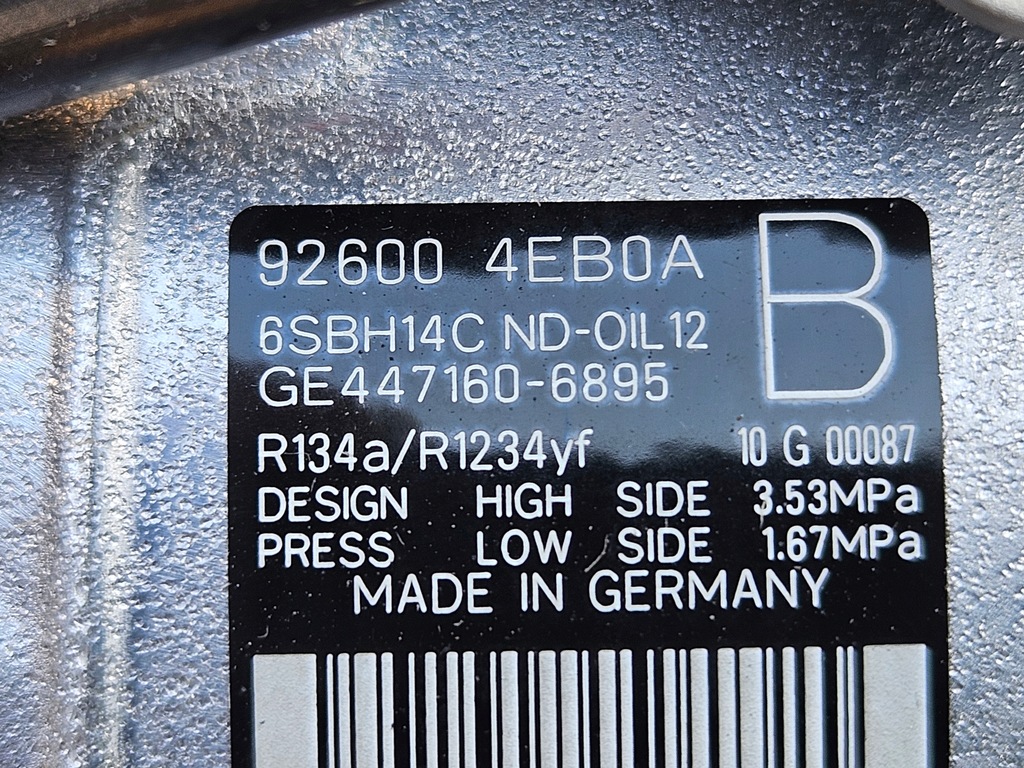 92600 4EB0A B
6SBH14C ND-OIL12
GE447160-6895
R134a/R1234yf 10 G 00087
DESIGN HIGH SIDE 3.53MPa
PRESS LOW SIDE 1.67MPa
MADE IN GERMANY